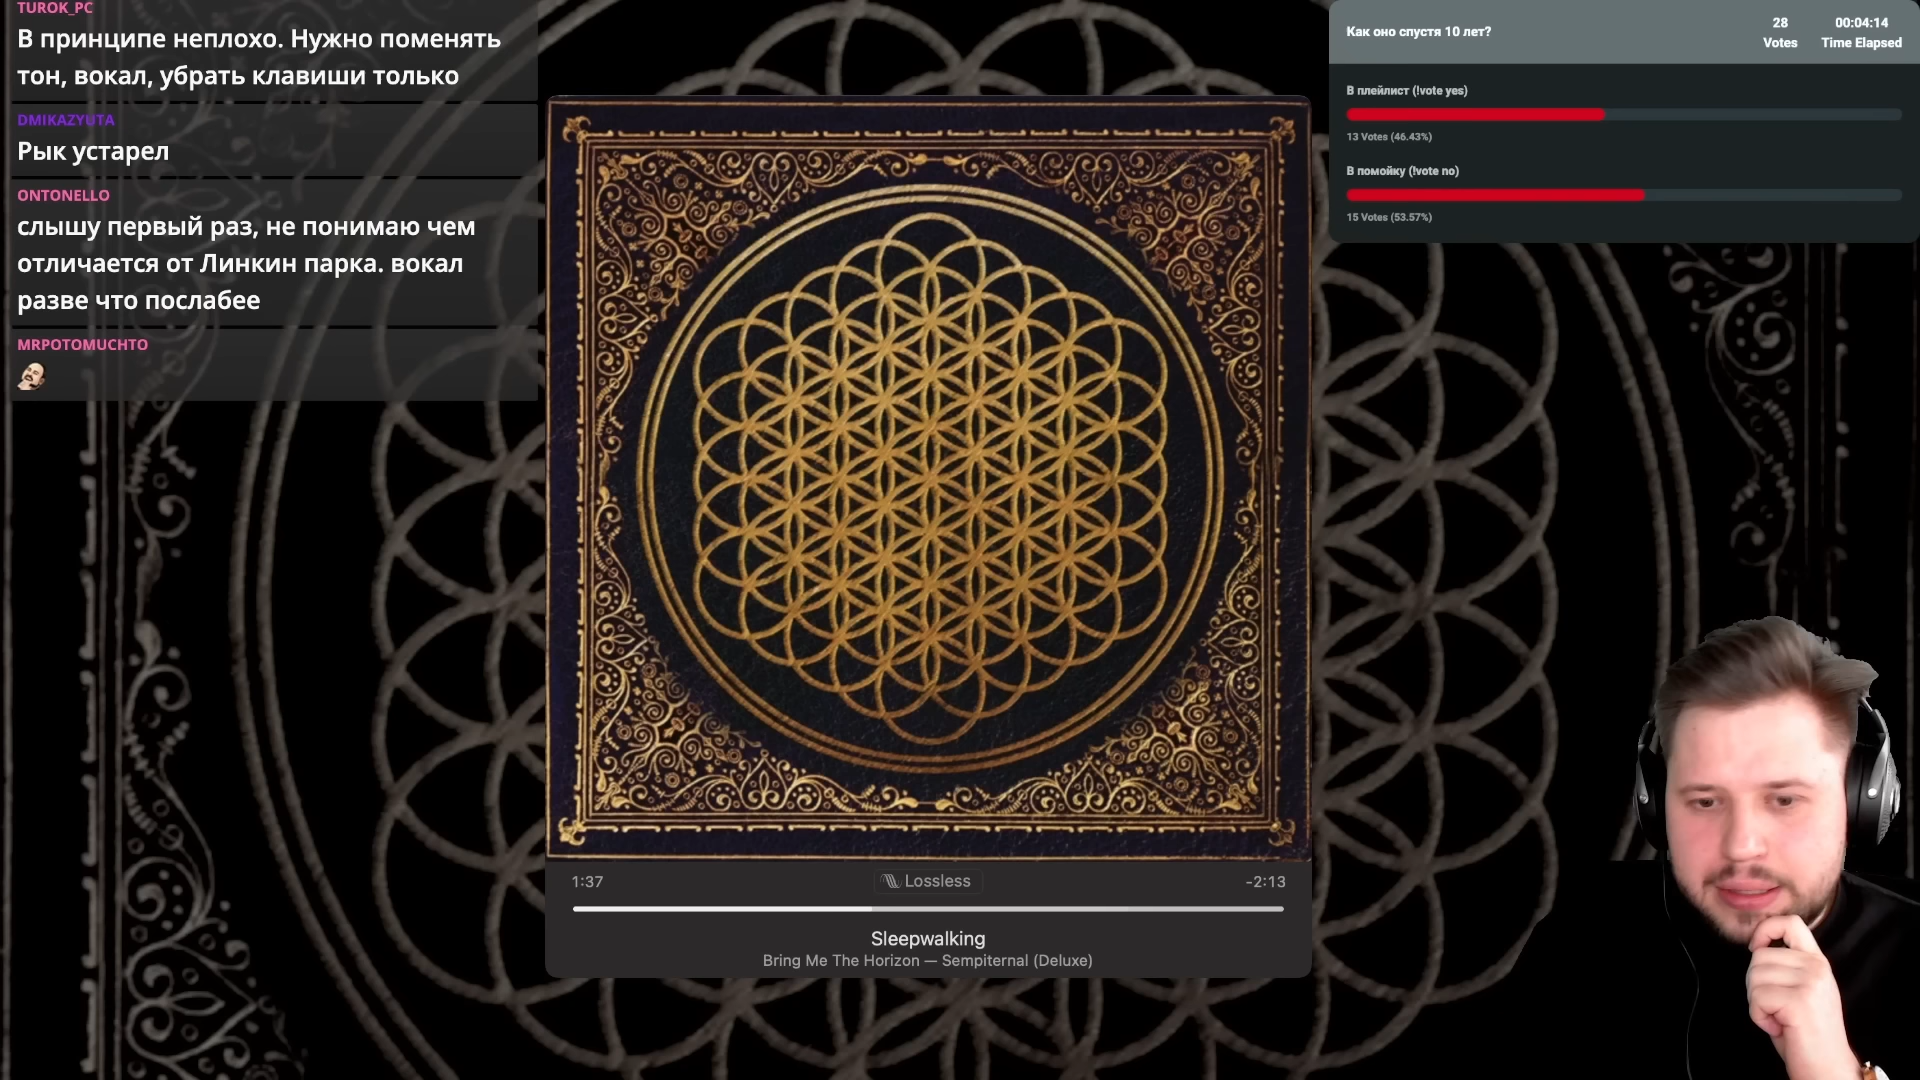 TUROK_PC
В принципе неплохо. Нужно поменять
тон, вокал, убрать клавиши только
DMIKAZYUTA
Рык устарел
ONTONELLO
слышу первый раз, не понимаю чем
отличается от Линкин парка. вокал
разве что послабее
MRPOTOMUCHTO
Как оно спустя 10 лет?
28
Votes
00:04:14
Time Elapsed
В плейлист (!vote yes)
13 Votes (46.43%)
В помойку (!vote no)
15 Votes (53.57%)
1:37
Lossless
-2:13
Sleepwalking
Bring Me The Horizon — Sempiternal (Deluxe)